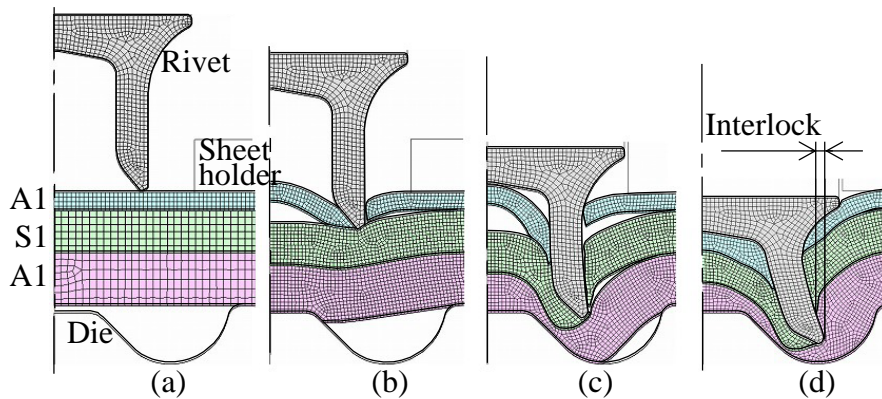 Rivet
Sheet
holder
Interlock
A1
S1
A1
Die
(a)
(b)
(c)
(d)